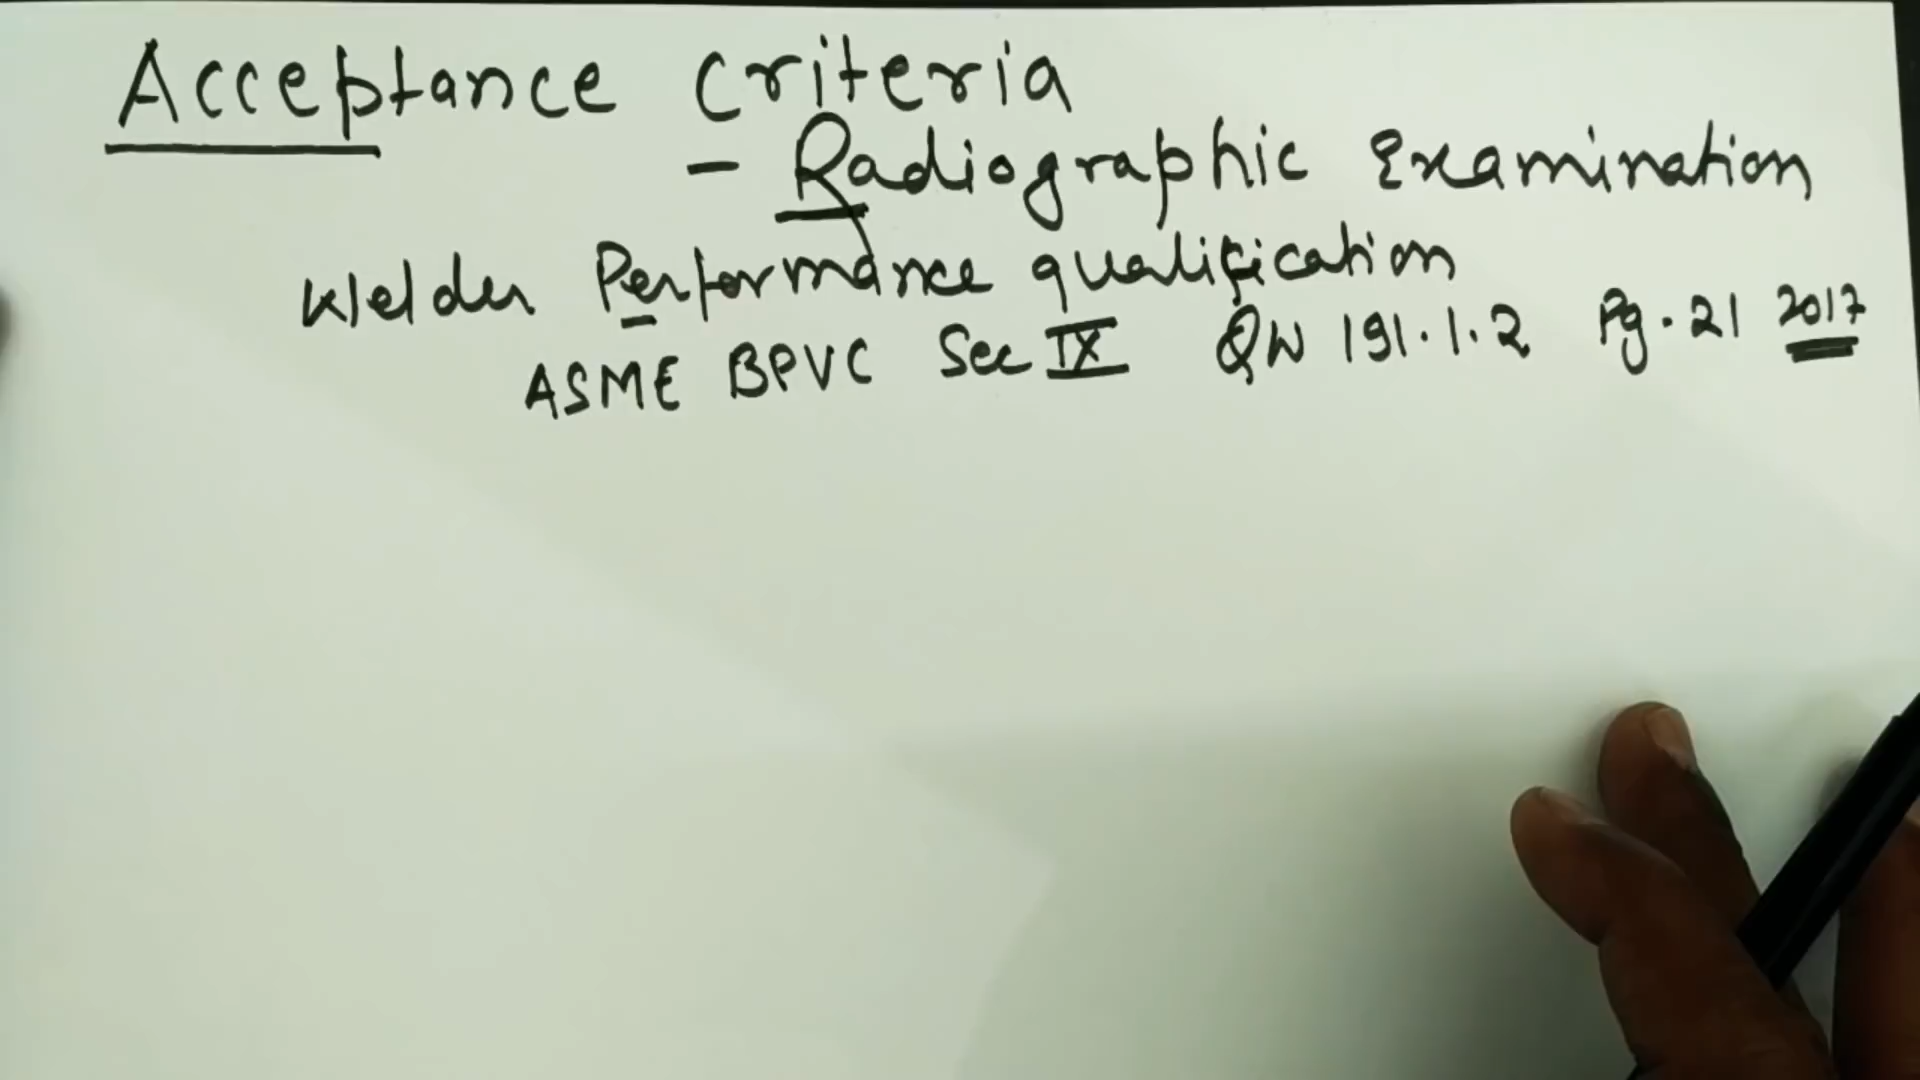 Acceptance Criteria
- Radiographic Examination
Welder Performance qualification
ASME BPVC Sec IX QW 191.1.2 Pg.21 2017